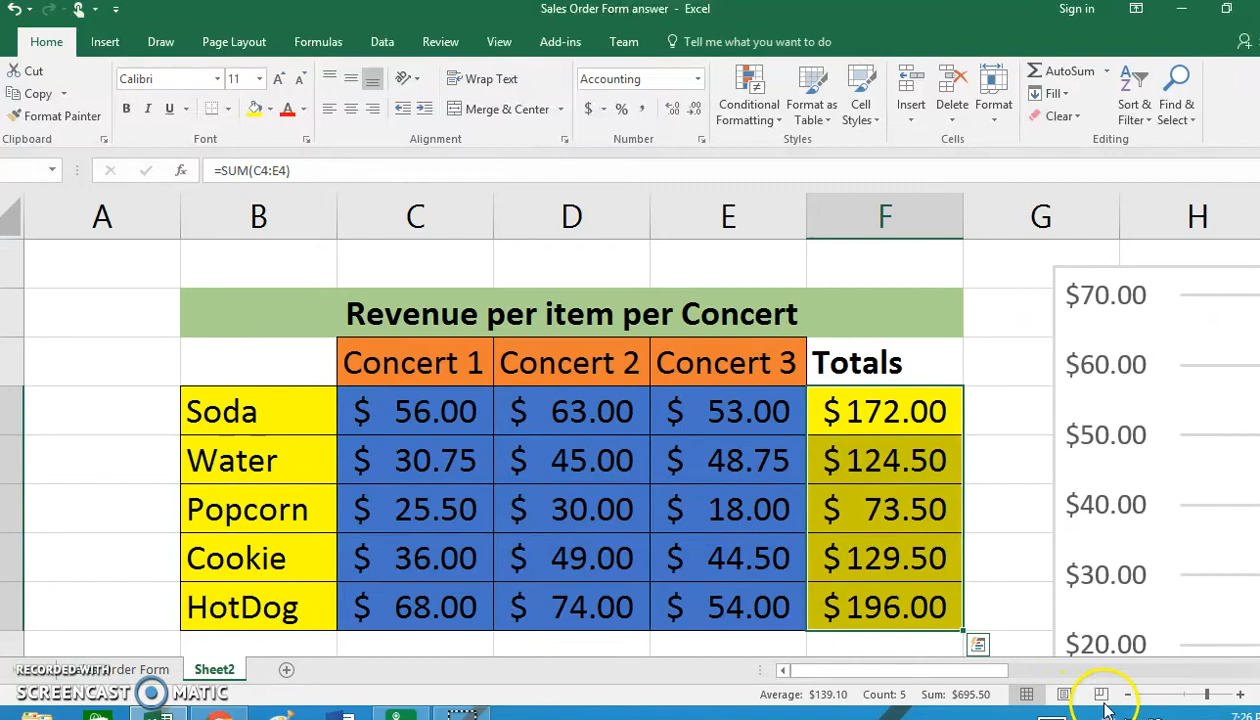 Sales Order Form answer - Excel
Sign in
Home Insert Draw Page Layout Formulas Data Review View Add-ins Team Tell me what you want to do
Cut
Copy
Format Painter
Clipboard
Calibri 11
B I U
Font
Wrap Text
Merge & Center
Alignment
Accounting
$ % ,
Number
Conditional Formatting
Format as Table
Cell Styles
Styles
Insert
Delete
Format
Cells
AutoSum
Fill
Clear
Sort & Filter
Find & Select
Editing
fx =SUM(C4:E4)
A B C D E F G H
Revenue per item per Concert
Concert 1 Concert 2 Concert 3 Totals
Soda $ 56.00 $ 63.00 $ 53.00 $ 172.00
Water $ 30.75 $ 45.00 $ 48.75 $ 124.50
Popcorn $ 25.50 $ 30.00 $ 18.00 $ 73.50
Cookie $ 36.00 $ 49.00 $ 44.50 $ 129.50
HotDog $ 68.00 $ 74.00 $ 54.00 $ 196.00
$70.00
$60.00
$50.00
$40.00
$30.00
$20.00
Order Form Sheet2
RECORDED WITH
SCREENCAST MATIC
Average: $139.10 Count: 5 Sum: $695.50